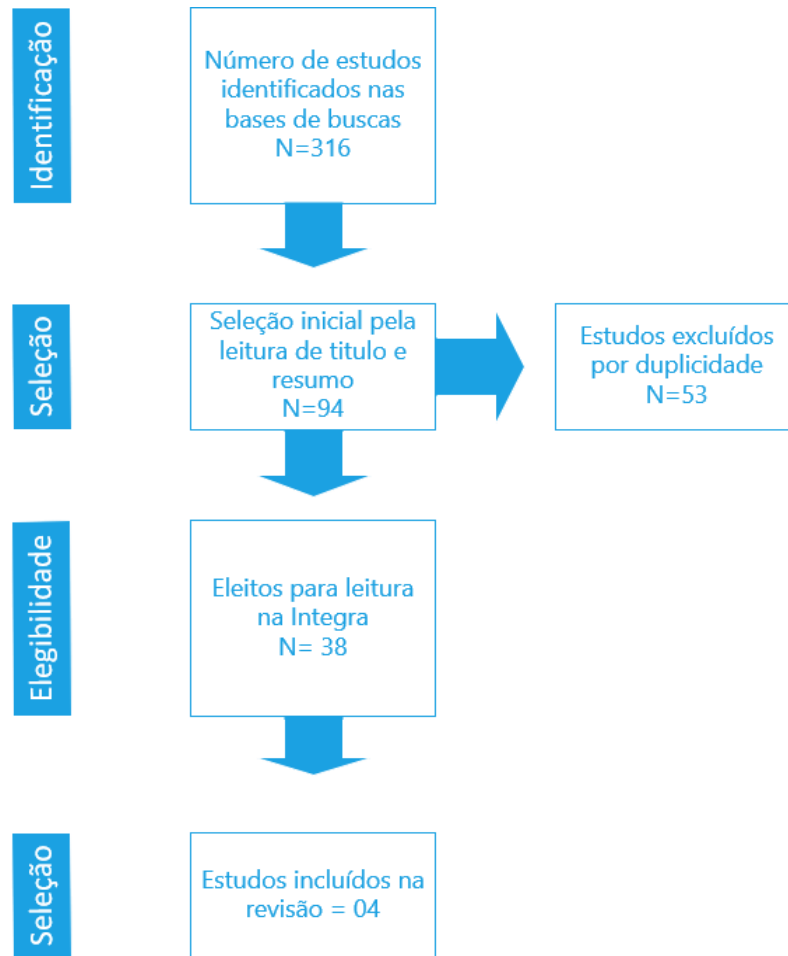 Identificação
Número de estudos
identificados nas
bases de buscas
N=316
Seleção
Seleção inicial pela
leitura de titulo e
resumo
N=94
Estudos excluídos
por duplicidade
N=53
Elegibilidade
Eleitos para leitura
na Integra
N= 38
Seleção
Estudos incluídos na
revisão = 04